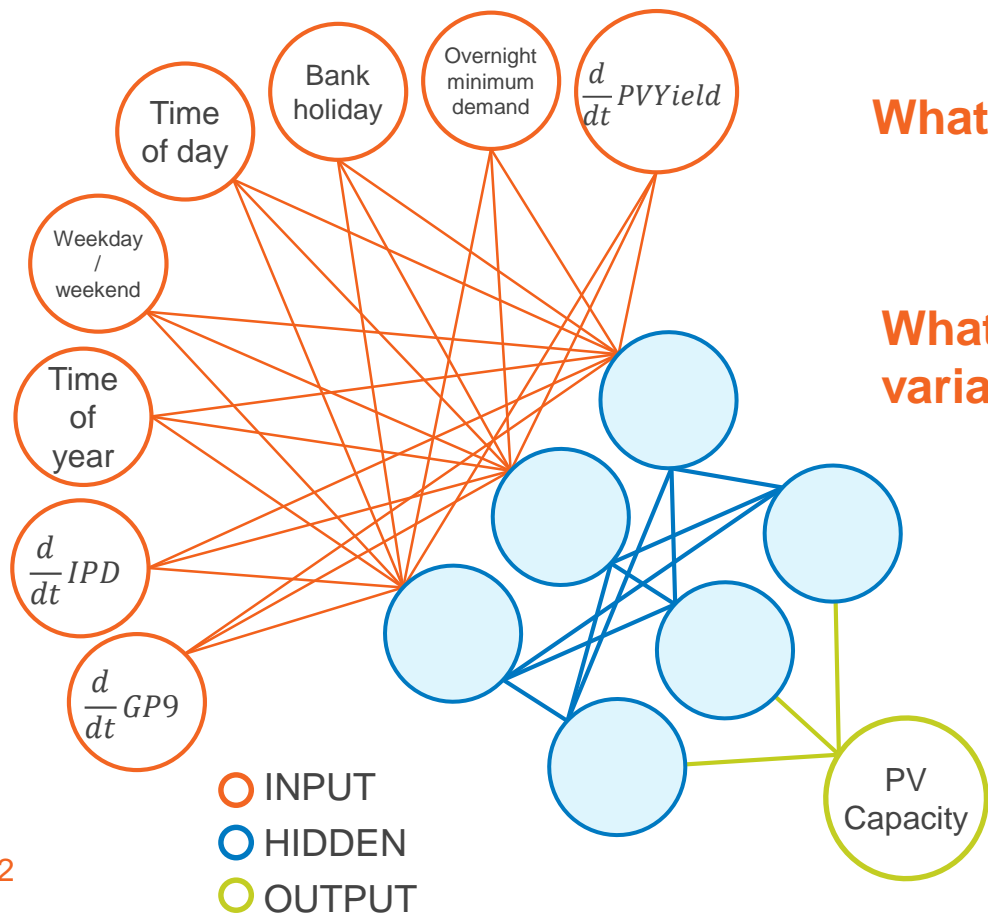 Overnight
minimum
demand
d
dt PVYield
Bank
holiday
Time
of day
What
Weekday
/
weekend
What
varia
Time
of
year
d
dt IPD
d
dt GP9
PV
Capacity
INPUT
HIDDEN
OUTPUT
2